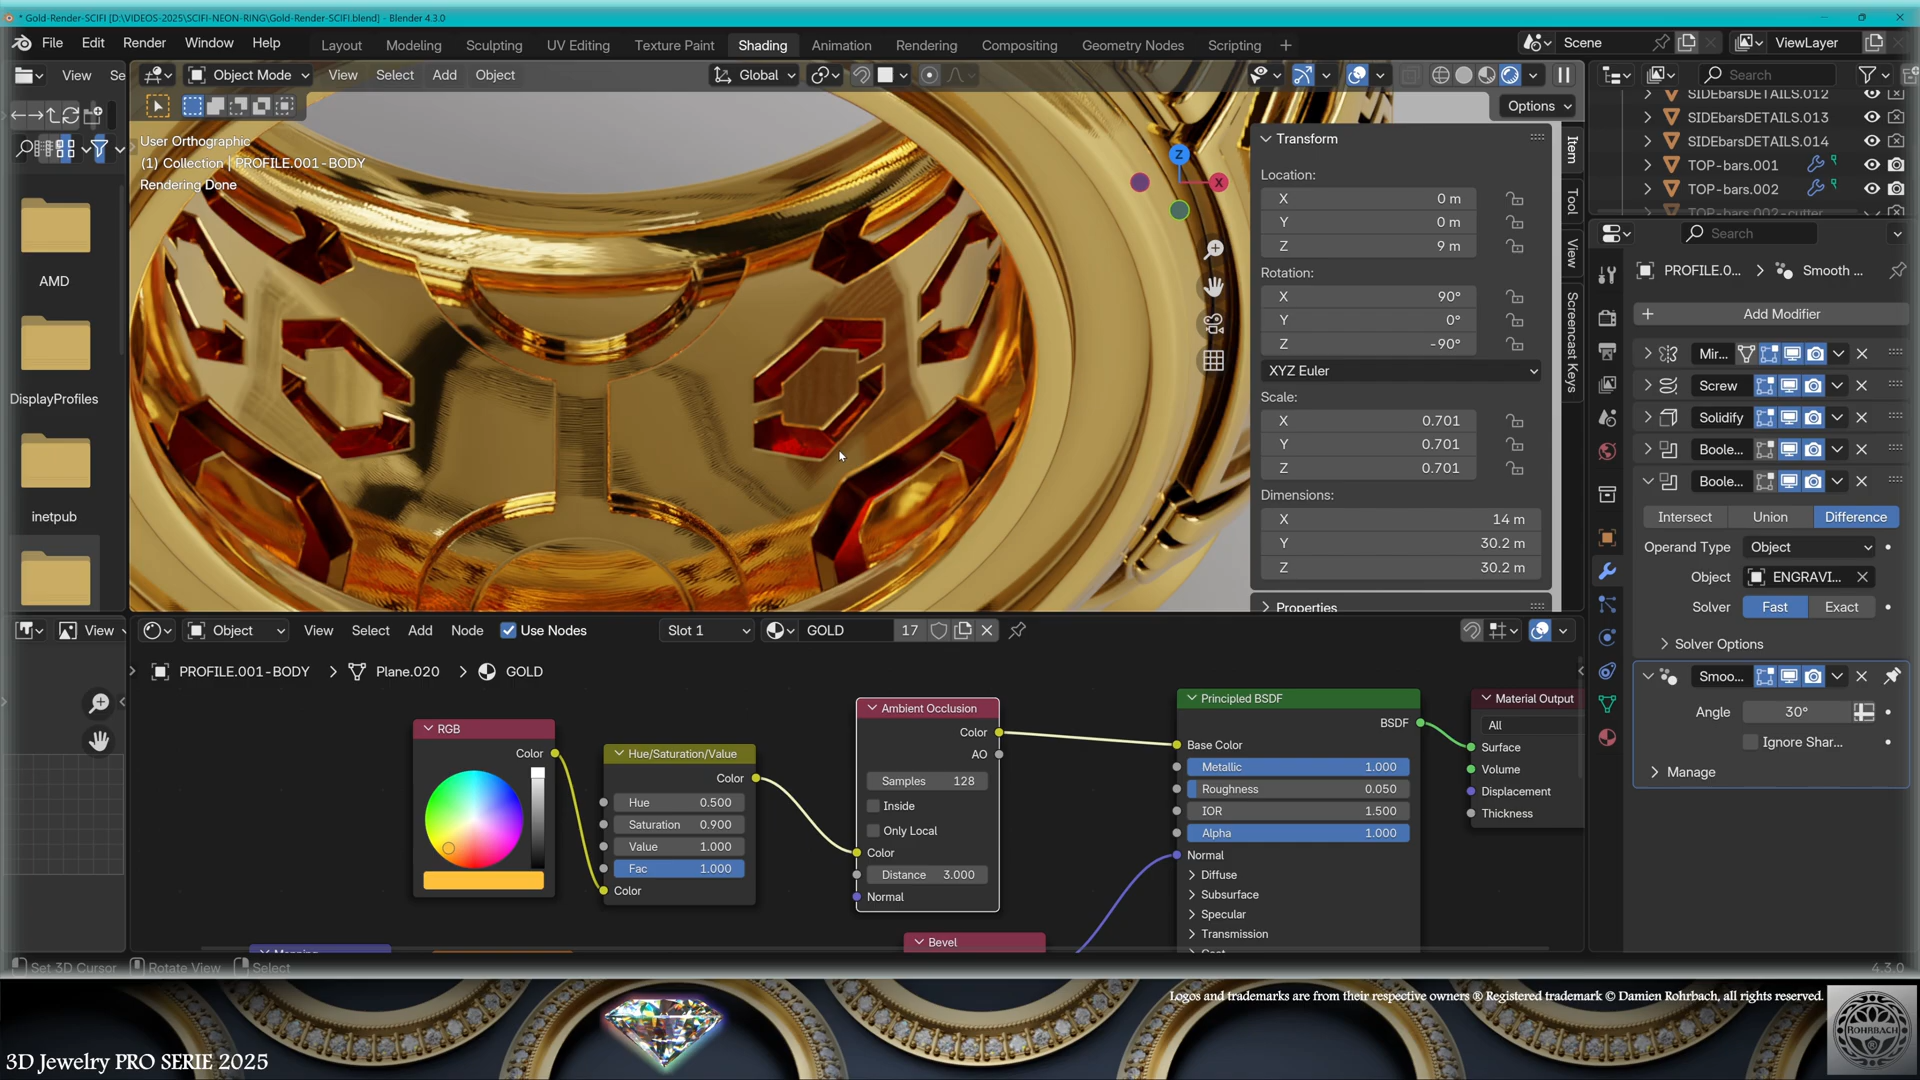 * Gold-Render-SCIFI [D:\VIDEOS-2025\SCIFI-NEON-RING\Gold-Render-SCIFI.blend] - Blender 4.3.0
File Edit Render Window Help Layout Modeling Sculpting UV Editing Texture Paint Shading Animation Rendering Compositing Geometry Nodes Scripting + Scene ViewLayer
View Se Object Mode View Select Add Object Global Search
Options
User Orthographic
(1) Collection | PROFILE.001-BODY
Rendering Done
Z
X
AMD
DisplayProfiles
inetpub
Transform
Location:
X 0 m
Y 0 m
Z 9 m
Rotation:
X 90°
Y 0°
Z -90°
XYZ Euler
Scale:
X 0.701
Y 0.701
Z 0.701
Dimensions:
X 14 m
Y 30.2 m
Z 30.2 m
Properties
Item
Tool
View
Screencast Keys
SIDEbarsDETAILS.012
SIDEbarsDETAILS.013
SIDEbarsDETAILS.014
TOP-bars.001
TOP-bars.002
TOP-bars.002-cutter
Search
PROFILE.0... > Smooth ...
+ Add Modifier
Mir...
Screw
Solidify
Boole...
Boole...
Intersect Union Difference
Operand Type Object
Object ENGRAVI...
Solver Fast Exact
Solver Options
Smoo...
Angle 30°
Ignore Shar...
Manage
View Object View Select Add Node Use Nodes Slot 1 GOLD 17
PROFILE.001-BODY > Plane.020 > GOLD
RGB
Color
Hue/Saturation/Value
Color
Hue 0.500
Saturation 0.900
Value 1.000
Fac 1.000
Color
Ambient Occlusion
Color
AO
Samples 128
Inside
Only Local
Color
Distance 3.000
Normal
Bevel
Principled BSDF
BSDF
Base Color
Metallic 1.000
Roughness 0.050
IOR 1.500
Alpha 1.000
Normal
Diffuse
Subsurface
Specular
Transmission
Material Output
All
Surface
Volume
Displacement
Thickness
Set 3D Cursor Rotate View Select 4.3.0
Logos and trademarks are from their respective owners ® Registered trademark © Damien Rohrbach, all rights reserved.
ROHRBACH
3D Jewelry PRO SERIE 2025